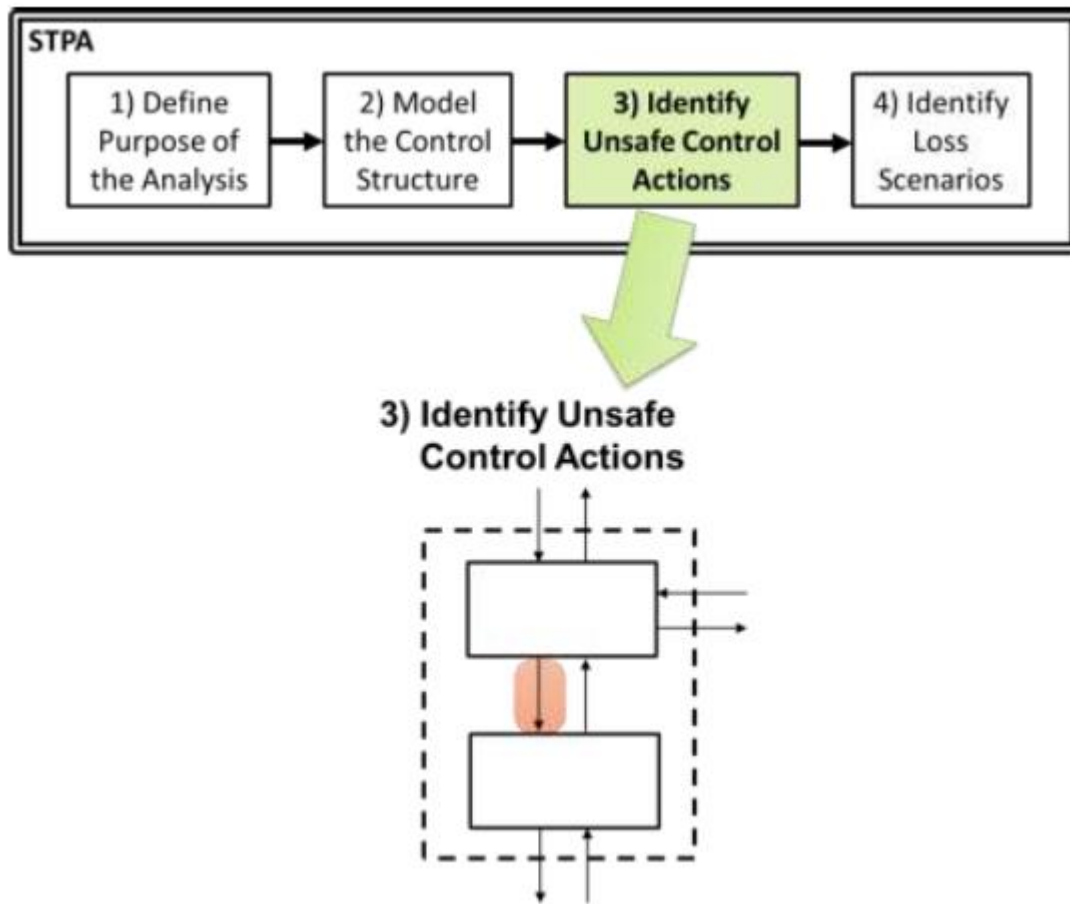 STPA
1) Define
Purpose of
the Analysis
2) Model
the Control
Structure
3) Identify
Unsafe Control
Actions
4) Identify
Loss
Scenarios
3) Identify Unsafe
Control Actions